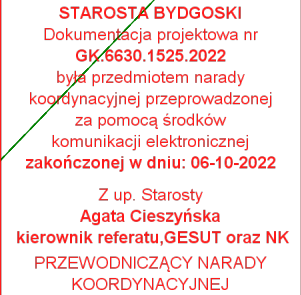 STAROSTA BYDGOSKI
Dokumentacja projektowa nr
GK.6630.1525.2022
była przedmiotem narady
koordynacyjnej przeprowadzonej
za pomocą środków
komunikacji elektronicznej
zakończonej w dniu: 06-10-2022
Z up. Starosty
Agata Cieszyńska
kierownik referatu,GESUT oraz NK
PRZEWODNICZĄCY NARADY
KOORDYNACYJNEJ